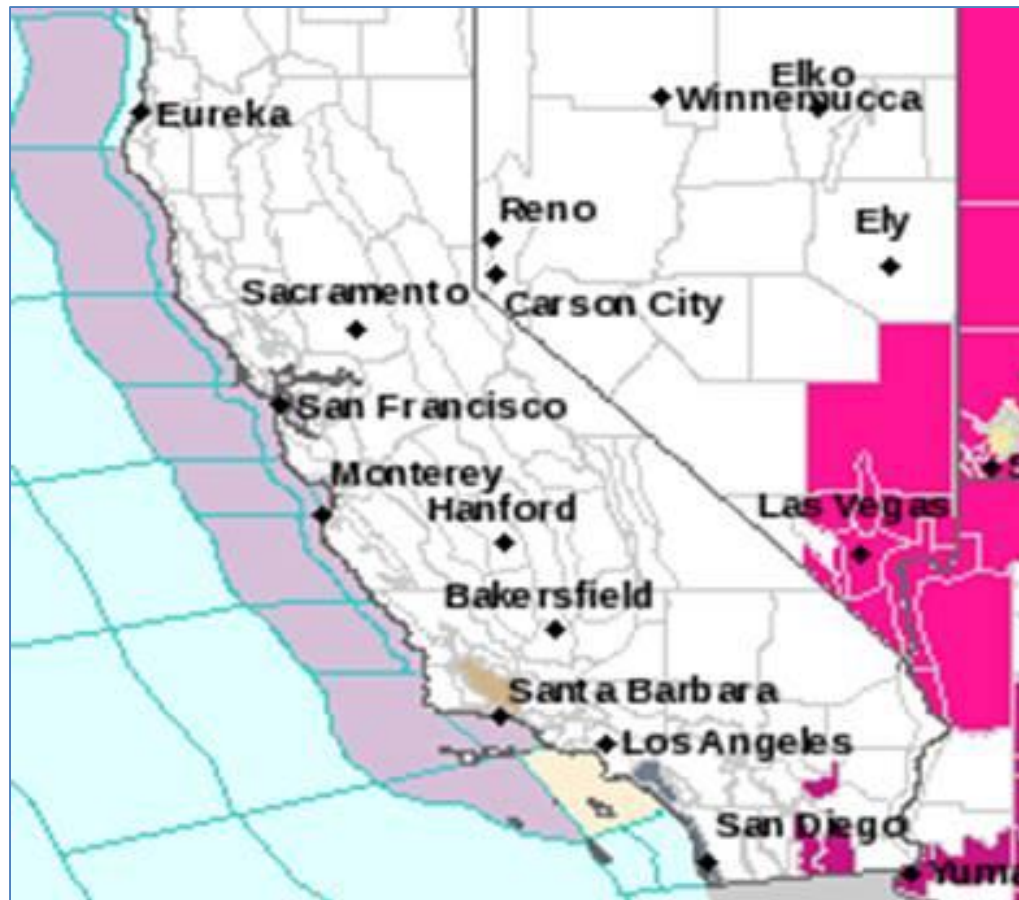 Elko
Winnemucca
Eureka
Reno
Ely
Sacramento
Carson City
San Francisco
Monterey
Las Vegas
Hanford
Bakersfield
Santa Barbara
Los Angeles
San Diego
Yuma